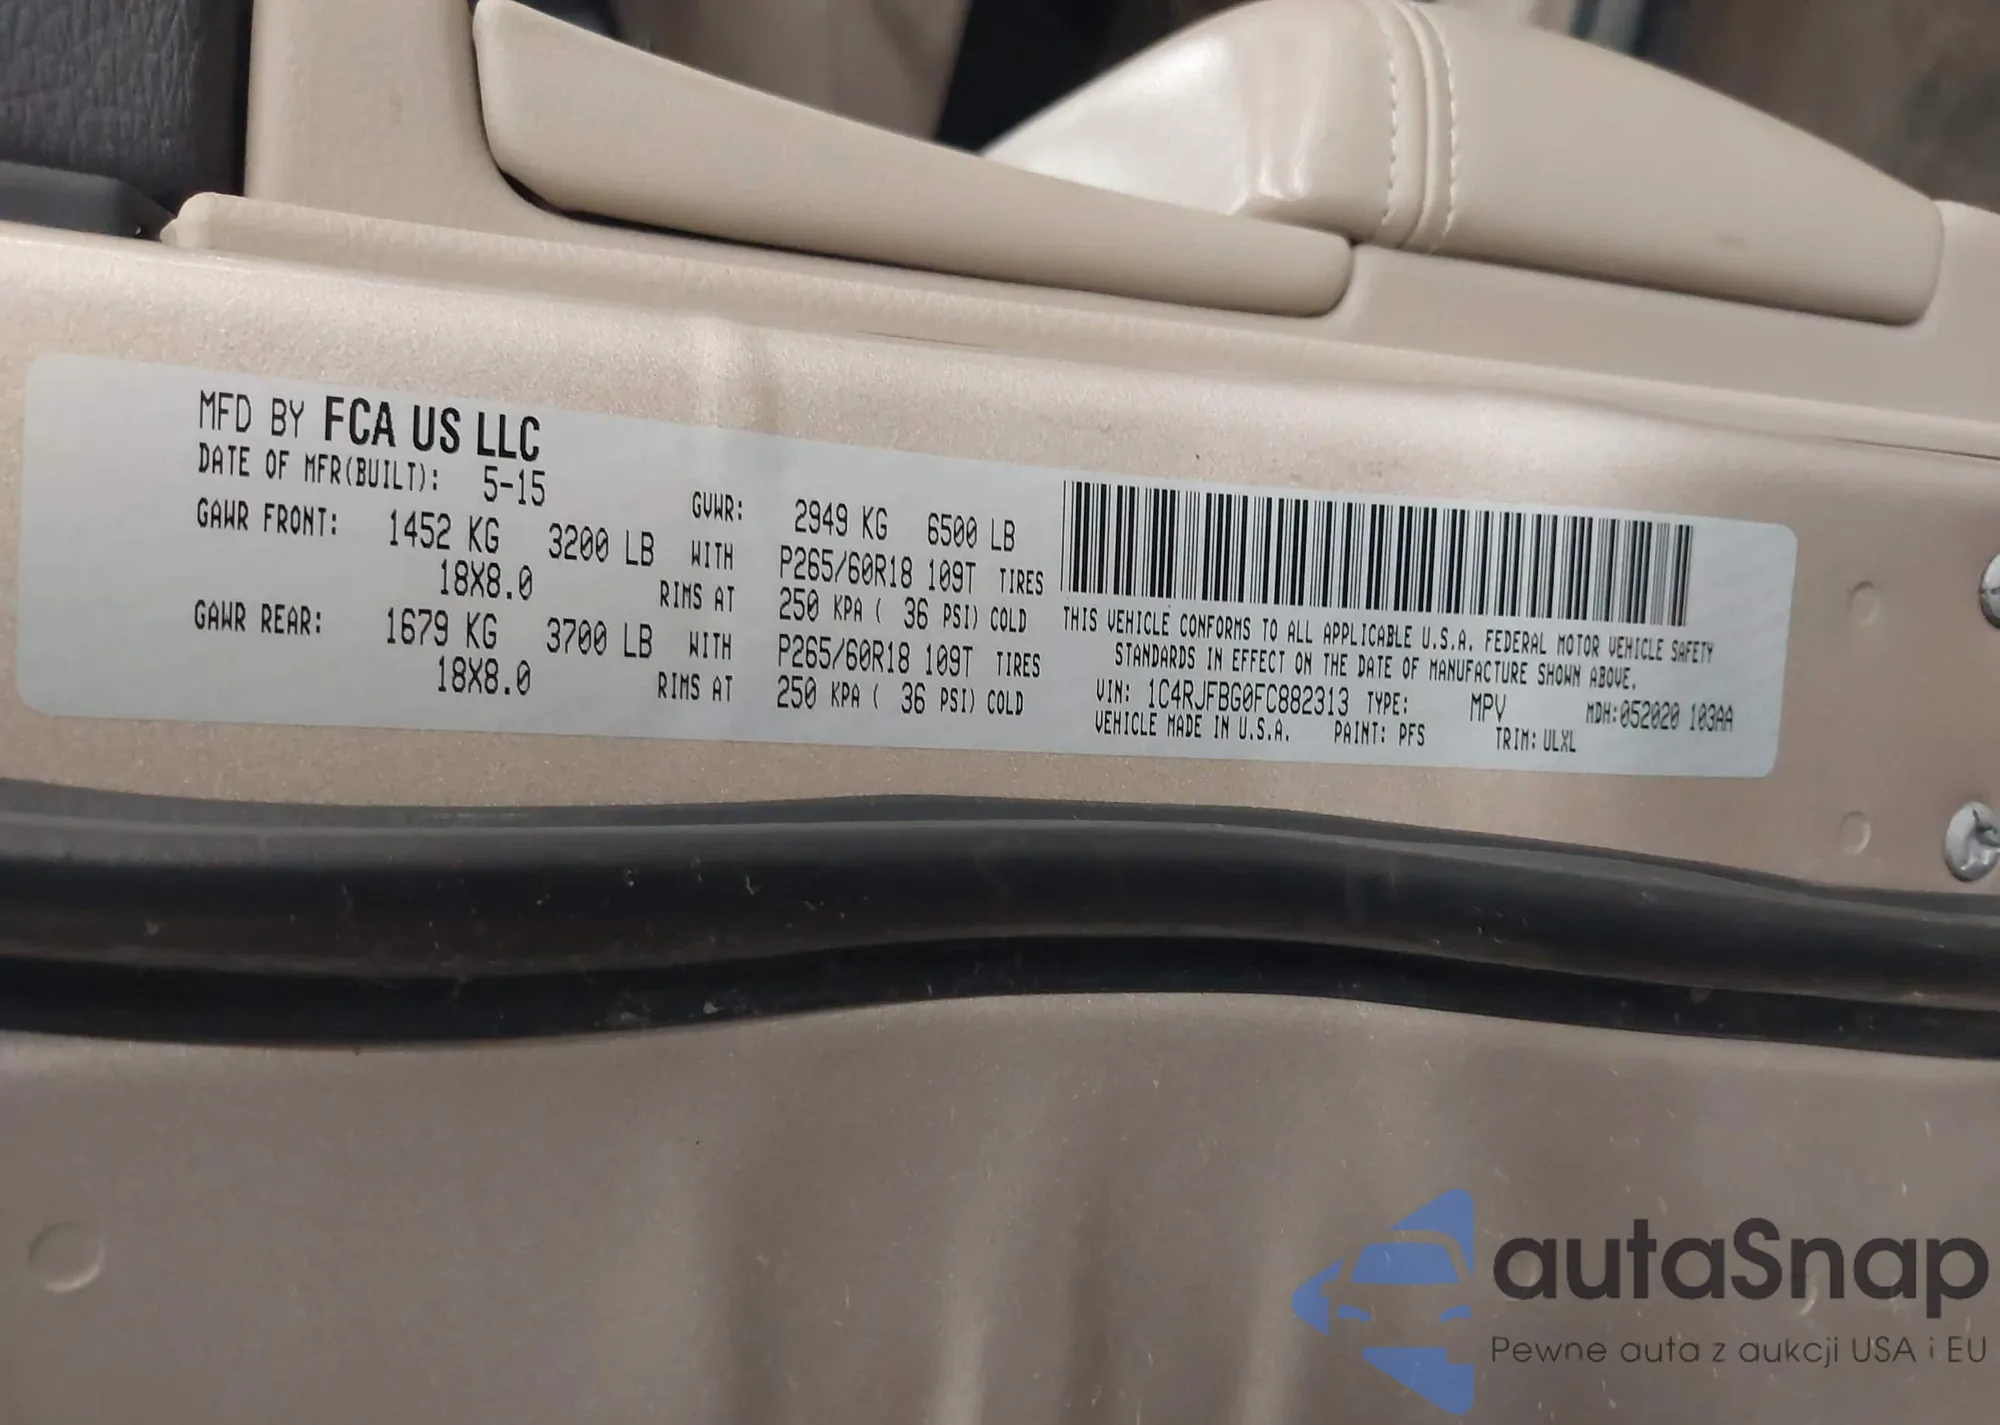 MFD BY FCA US LLC
DATE OF MFR(BUILT): 5-15 GVWR: 2949 KG 6500 LB
GAWR FRONT: 1452 KG 3200 LB WITH P265/60R18 109T TIRES
18X8.0 RIMS AT 250 KPA ( 36 PSI) COLD
GAWR REAR: 1679 KG 3700 LB WITH P265/60R18 109T TIRES
18X8.0 RIMS AT 250 KPA ( 36 PSI) COLD
THIS VEHICLE CONFORMS TO ALL APPLICABLE U.S.A. FEDERAL MOTOR VEHICLE SAFETY
STANDARDS IN EFFECT ON THE DATE OF MANUFACTURE SHOWN ABOVE.
VIN: 1C4RJFBG0FC882313 TYPE: MPV MDH:052020 103AA
VEHICLE MADE IN U.S.A. PAINT: PFS TRIM: ULXL
autaSnap
Pewne auta z aukcji USA i EU